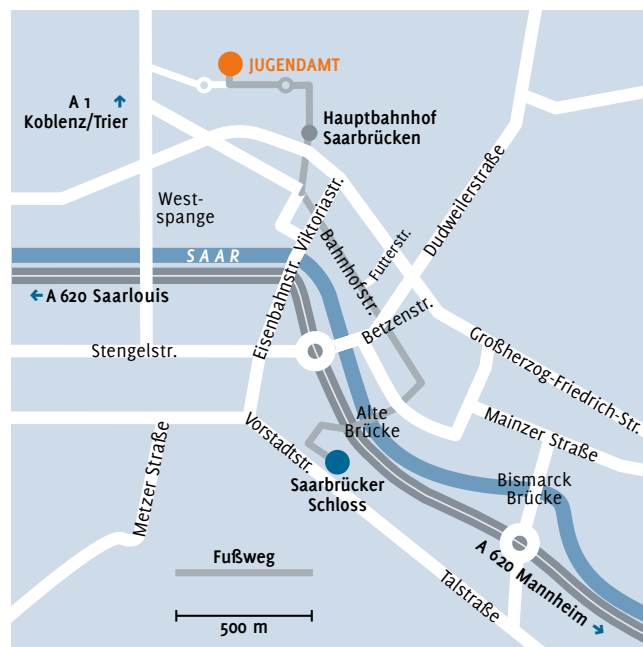 JUGENDAMT
A 1
Koblenz/Trier
Hauptbahnhof
Saarbrücken
Dudweilerstraße
West-
spange
Viktoriastr.
Bahnhofstr.
Futterstr.
SAAR
A 620 Saarlouis
Eisenbahnstr.
Betzenstr.
Stengelstr.
Großherzog-Friedrich-Str.
Alte
Brücke
Mainzer Straße
Vorstadtstr.
Metzer Straße
Saarbrücker
Schloss
Bismarck
Brücke
Fußweg
A 620 Mannheim
Talstraße
500 m